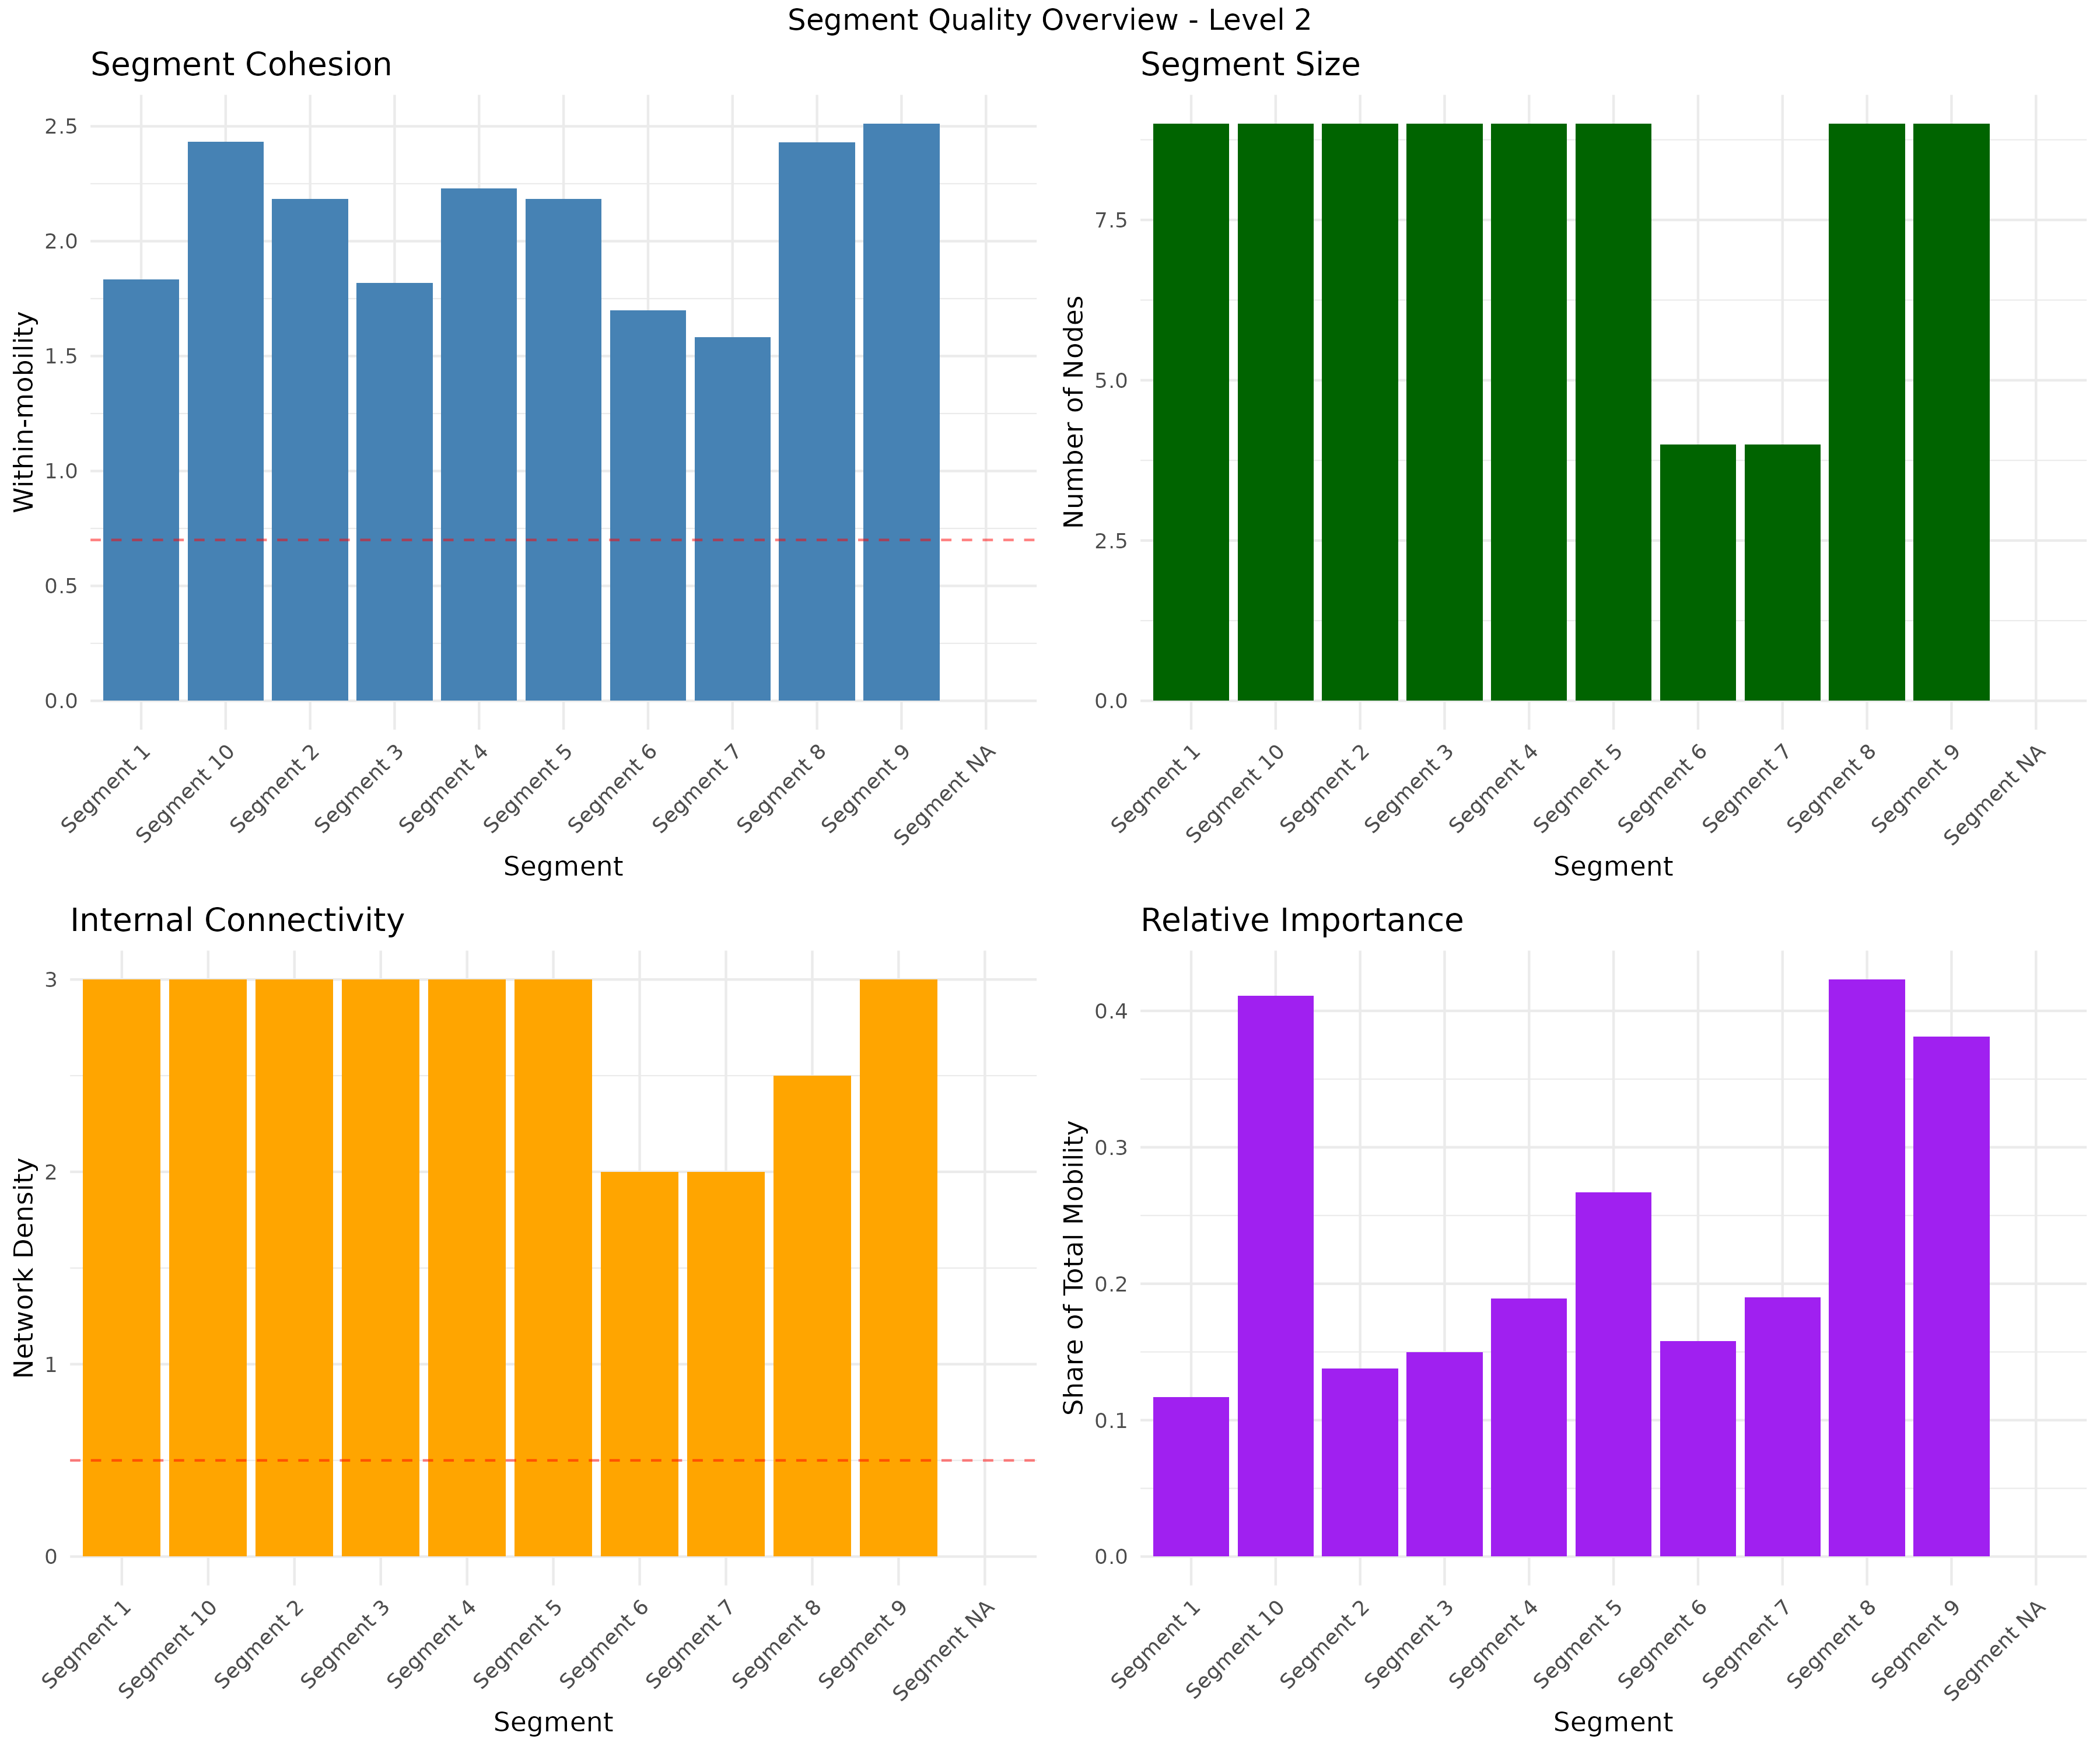 Segment Quality Overview - Level 2
Segment Cohesion
Within-mobility
2.5
2.0
1.5
1.0
0.5
0.0
Segment 1
Segment 10
Segment 2
Segment 3
Segment 4
Segment 5
Segment 6
Segment 7
Segment 8
Segment 9
Segment NA
Segment
Segment Size
Number of Nodes
7.5
5.0
2.5
0.0
Segment 1
Segment 10
Segment 2
Segment 3
Segment 4
Segment 5
Segment 6
Segment 7
Segment 8
Segment 9
Segment NA
Segment
Internal Connectivity
Network Density
3
2
1
0
Segment 1
Segment 10
Segment 2
Segment 3
Segment 4
Segment 5
Segment 6
Segment 7
Segment 8
Segment 9
Segment NA
Segment
Relative Importance
Share of Total Mobility
0.4
0.3
0.2
0.1
0.0
Segment 1
Segment 10
Segment 2
Segment 3
Segment 4
Segment 5
Segment 6
Segment 7
Segment 8
Segment 9
Segment NA
Segment